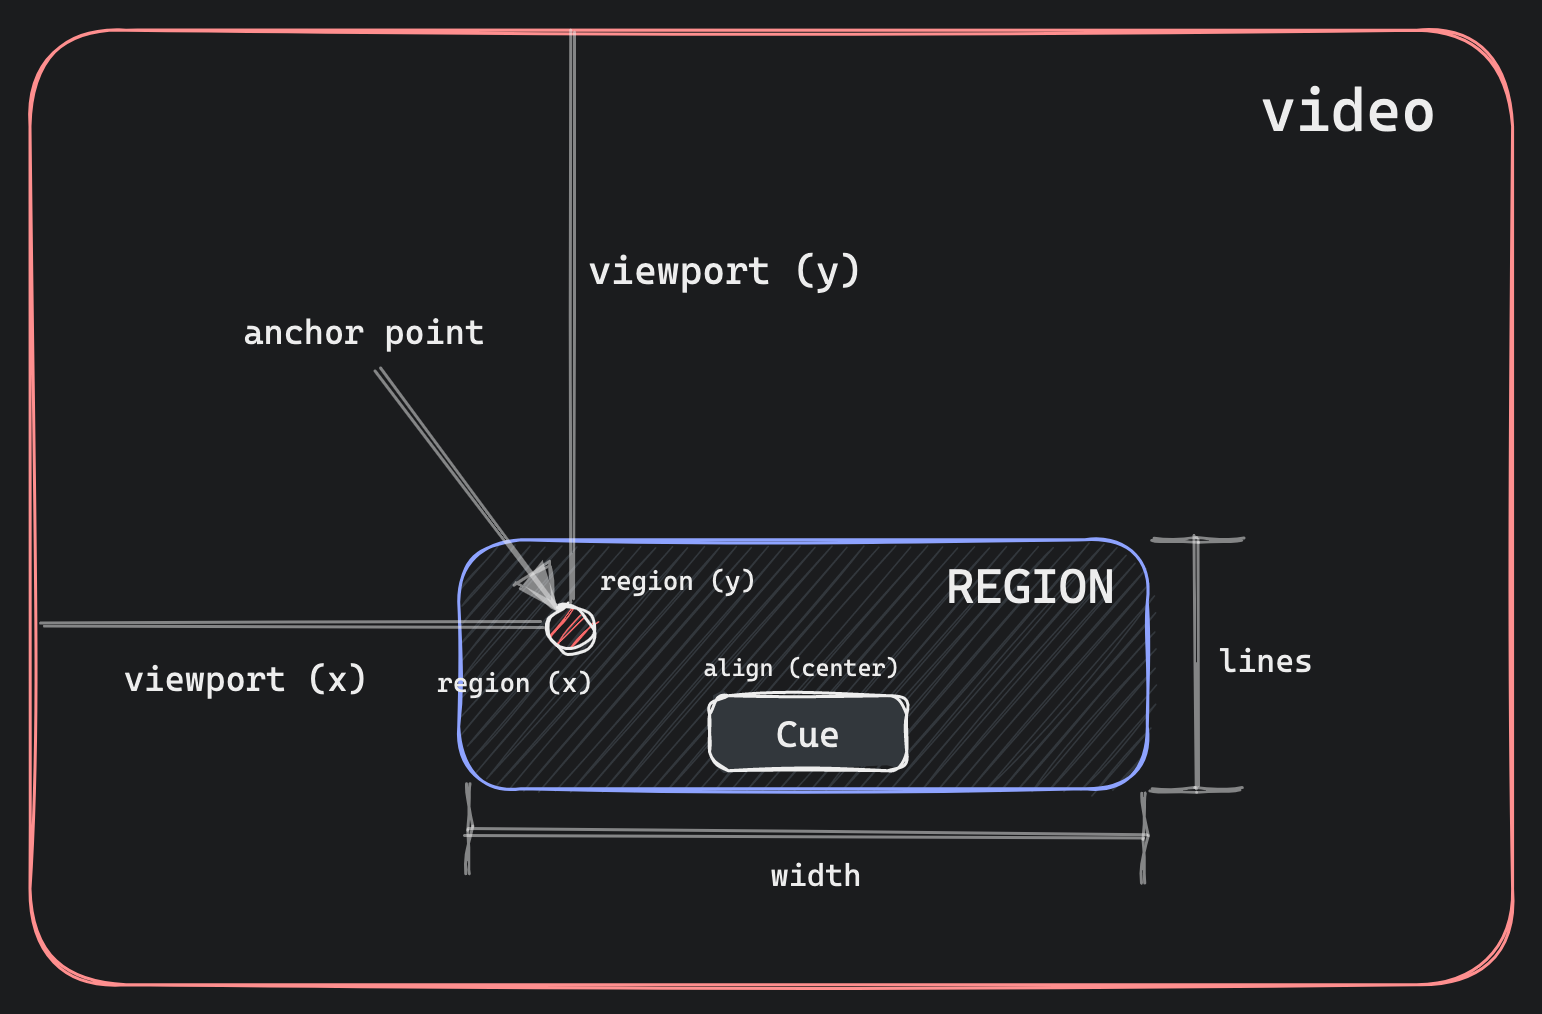 video
viewport (y)
anchor point
region (y)
REGION
lines
viewport (x)
region (x)
align (center)
Cue
width